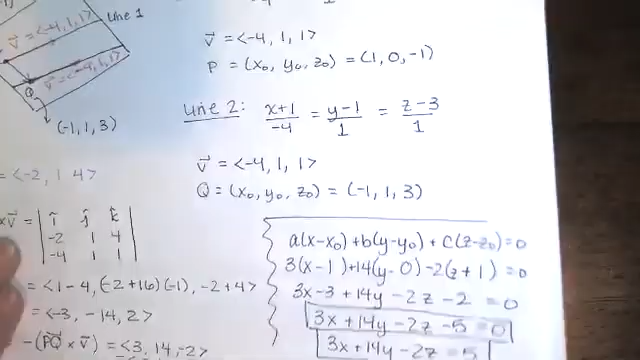 Line 1
v⃗ = <-4, 1, 1>
v⃗ = <-4, 1, 1>
Q
(-1, 1, 3)
v⃗ = <-4, 1, 1>
P = (x₀, y₀, z₀) = (1, 0, -1)
Line 2: x+1/-4 = y-1/1 = z-3/1
v⃗ = <-4, 1, 1>
Q = (x₀, y₀, z₀) = (-1, 1, 3)
= <-2, 1 4>
xv⃗ = | i j k |
-2 1 4
-4 1 1
= <1-4, (-2+16)(-1), -2+4>
= <-3, -14, 2>
-(PQ⃗ × v⃗) = <3, 14, -2>
a(x-x₀) + b(y-y₀) + c(z-z₀) = 0
3(x-1) + 14(y-0) - 2(z+1) = 0
3x - 3 + 14y - 2z - 2 = 0
3x + 14y - 2z - 5 = 0
3x + 14y - 2z = 5